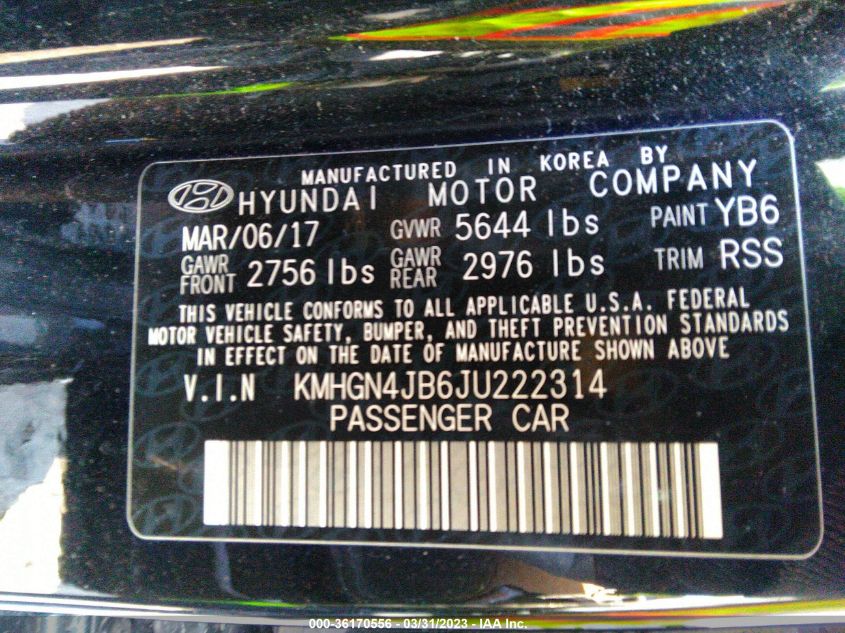 MANUFACTURED IN KOREA BY
HYUNDAI MOTOR COMPANY
MAR/06/17 GVWR 5644 lbs PAINT YB6
GAWR FRONT 2756 lbs GAWR REAR 2976 lbs TRIM RSS
THIS VEHICLE CONFORMS TO ALL APPLICABLE U.S.A. FEDERAL
MOTOR VEHICLE SAFETY, BUMPER, AND THEFT PREVENTION STANDARDS
IN EFFECT ON THE DATE OF MANUFACTURE SHOWN ABOVE
V.I.N KMHGN4JB6JU222314
PASSENGER CAR
000-36170556 - 03/31/2023 - IAA Inc.